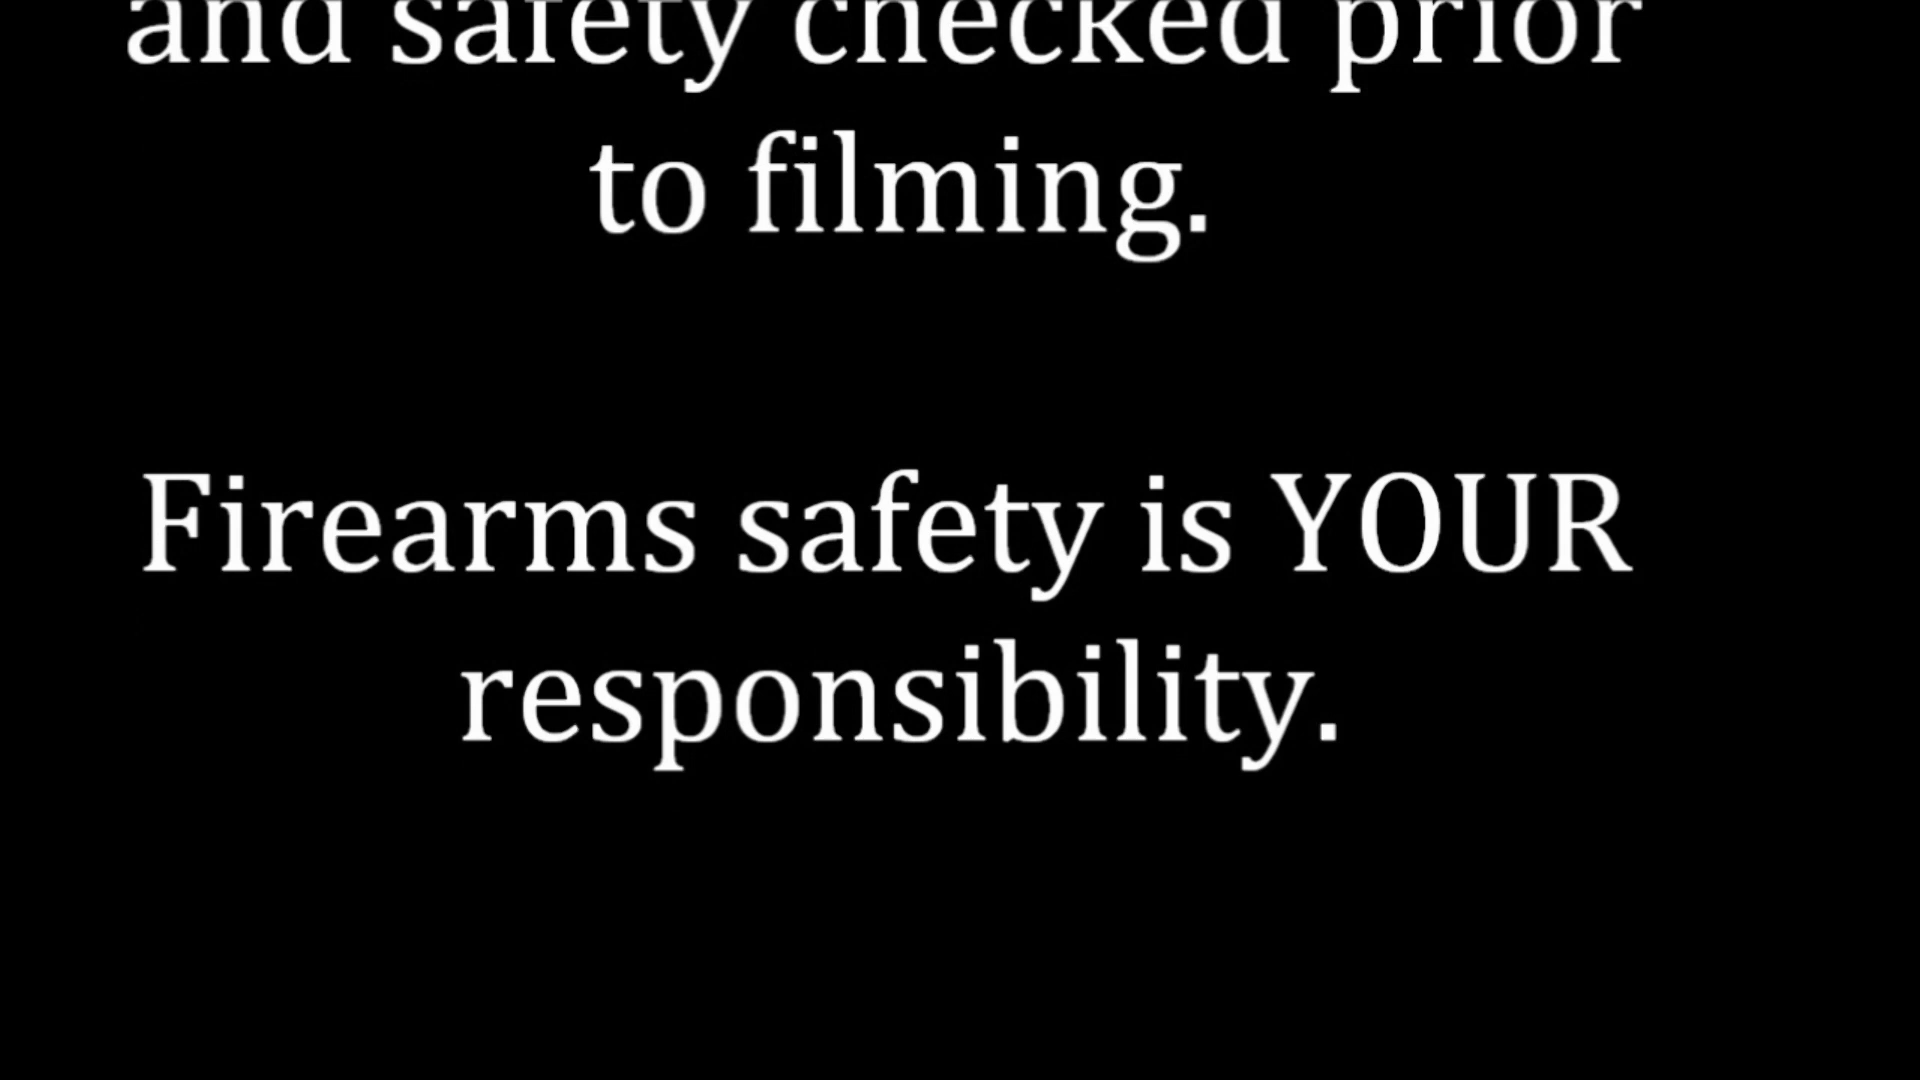 and safety checked prior
to filming.
Firearms safety is YOUR
responsibility.